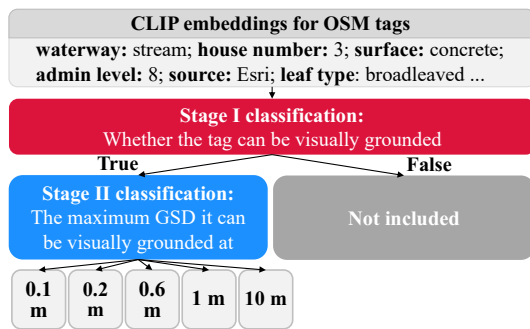 CLIP embeddings for OSM tags
waterway: stream; house number: 3; surface: concrete;
admin level: 8; source: Esri; leaf type: broadleaved ...
Stage I classification:
Whether the tag can be visually grounded
True False
Stage II classification:
The maximum GSD it can
be visually grounded at
Not included
0.1 m
0.2 m
0.6 m
1 m
10 m